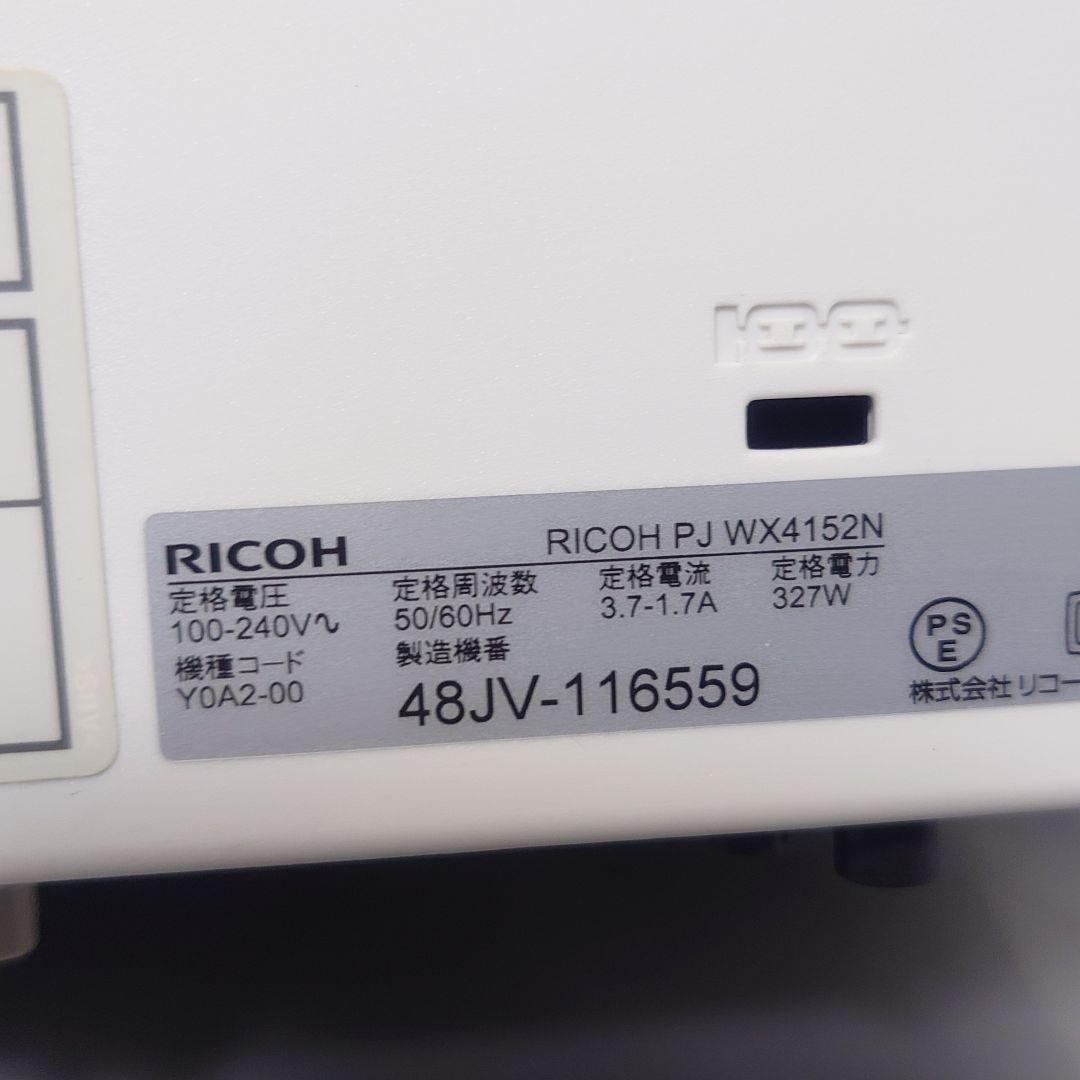 RICOH
RICOH PJ WX4152N
定格電圧
100-240V∿
定格周波数
50/60Hz
定格電流
3.7-1.7A
定格電力
327W
機種コード
Y0A2-00
製造機番
48JV-116559
PS
E
株式会社リコー